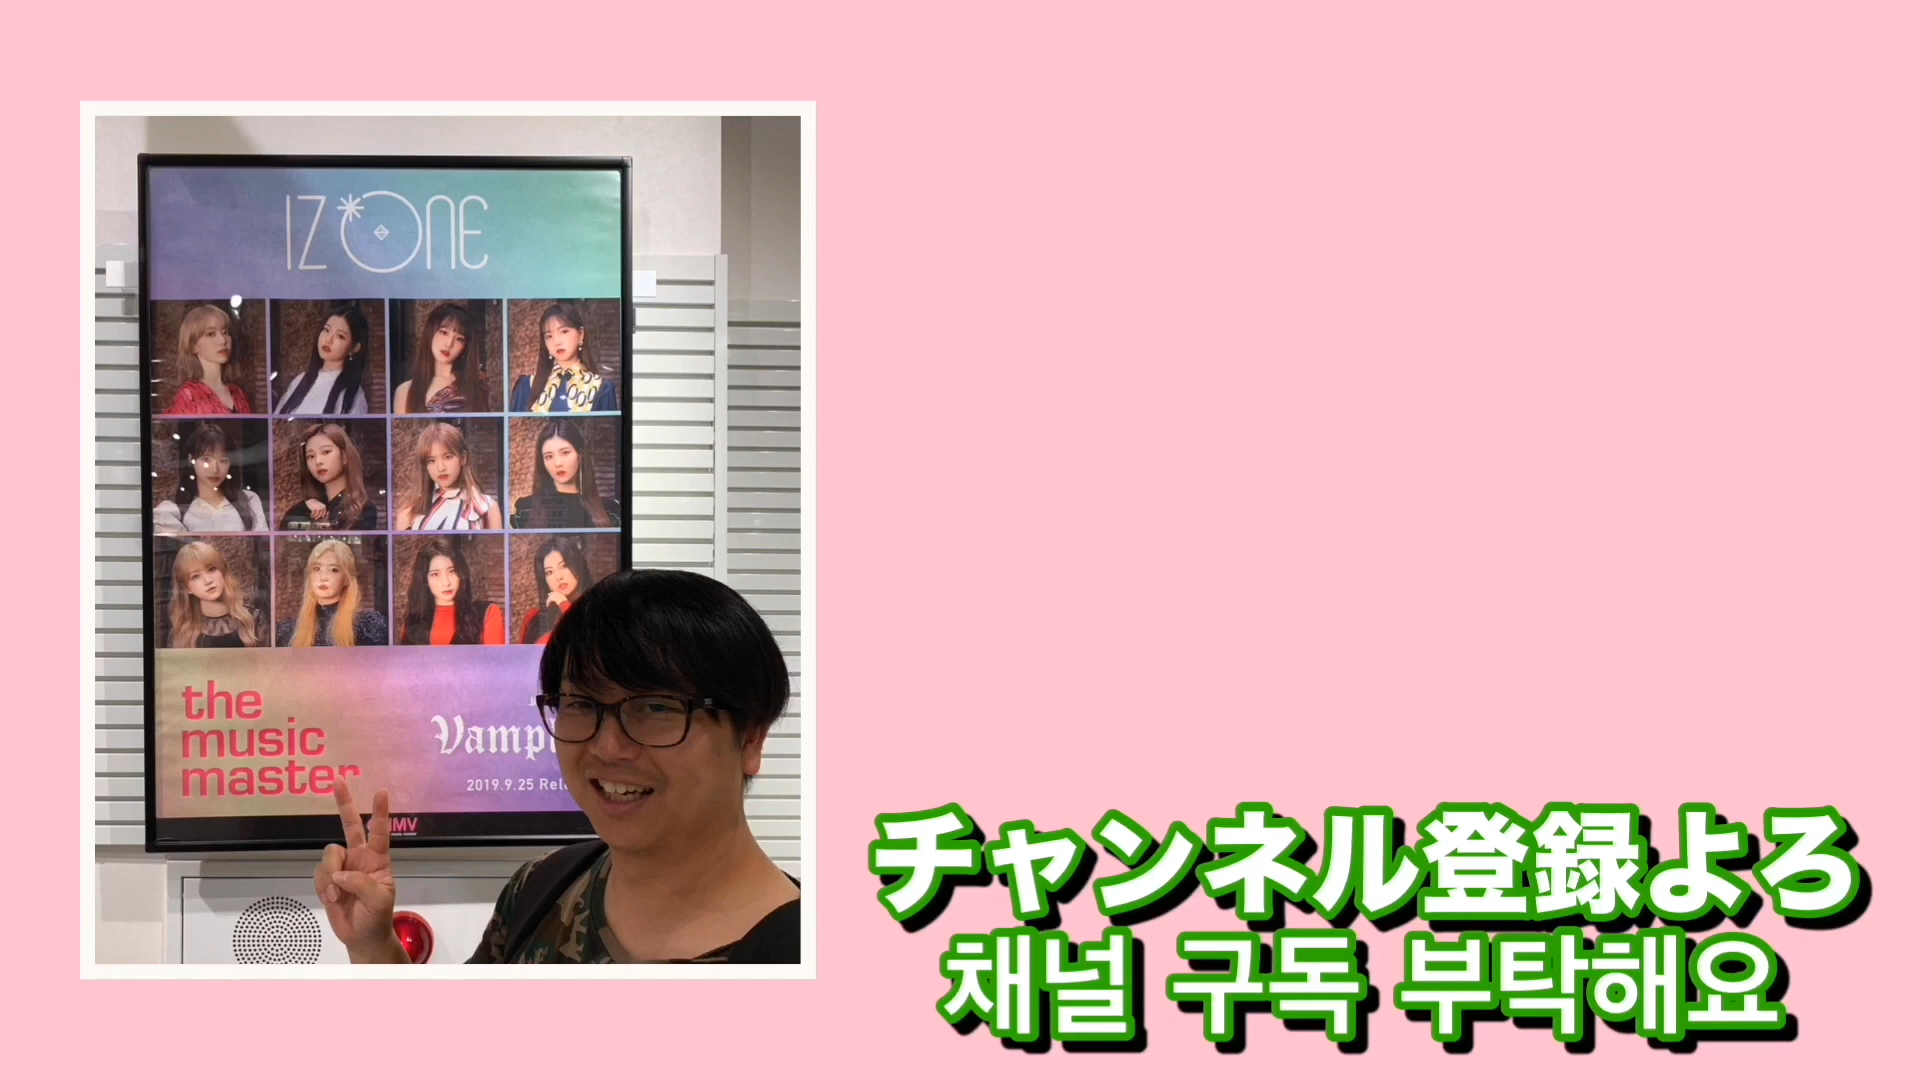 IZ*ONE
the
music
master
Vamp
2019.9.25 Rel
HMV
チャンネル登録よろ
채널 구독 부탁해요